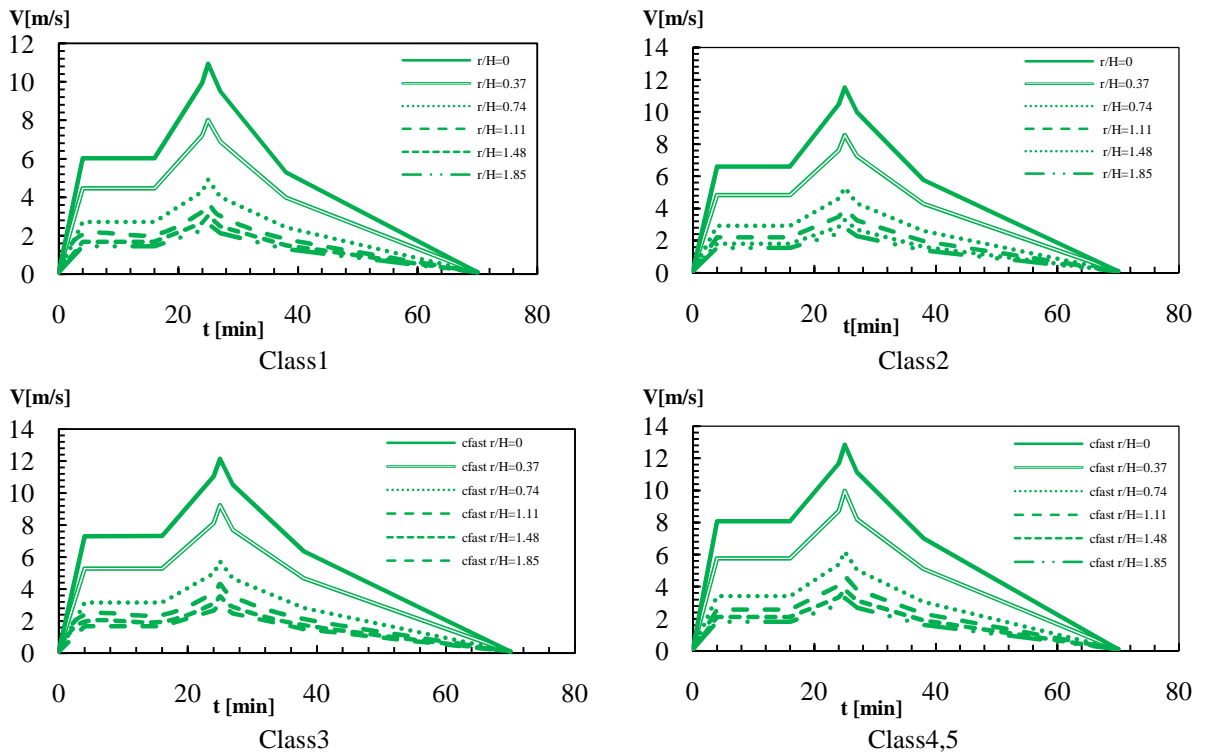 V[m/s]
12
10
8
6
4
2
0
0 20 40 60 80
t [min]
r/H=0
r/H=0.37
r/H=0.74
r/H=1.11
r/H=1.48
r/H=1.85
Class1
V[m/s]
14
12
10
8
6
4
2
0
0 20 40 60 80
t[min]
r/H=0
r/H=0.37
r/H=0.74
r/H=1.11
r/H=1.48
r/H=1.85
Class2
V[m/s]
14
12
10
8
6
4
2
0
0 20 40 60 80
t [min]
cfast r/H=0
cfast r/H=0.37
cfast r/H=0.74
cfast r/H=1.11
cfast r/H=1.48
cfast r/H=1.85
Class3
V[m/s]
14
12
10
8
6
4
2
0
0 20 40 60 80
t [min]
cfast r/H=0
cfast r/H=0.37
cfast r/H=0.74
cfast r/H=1.11
cfast r/H=1.48
cfast r/H=1.85
Class4,5